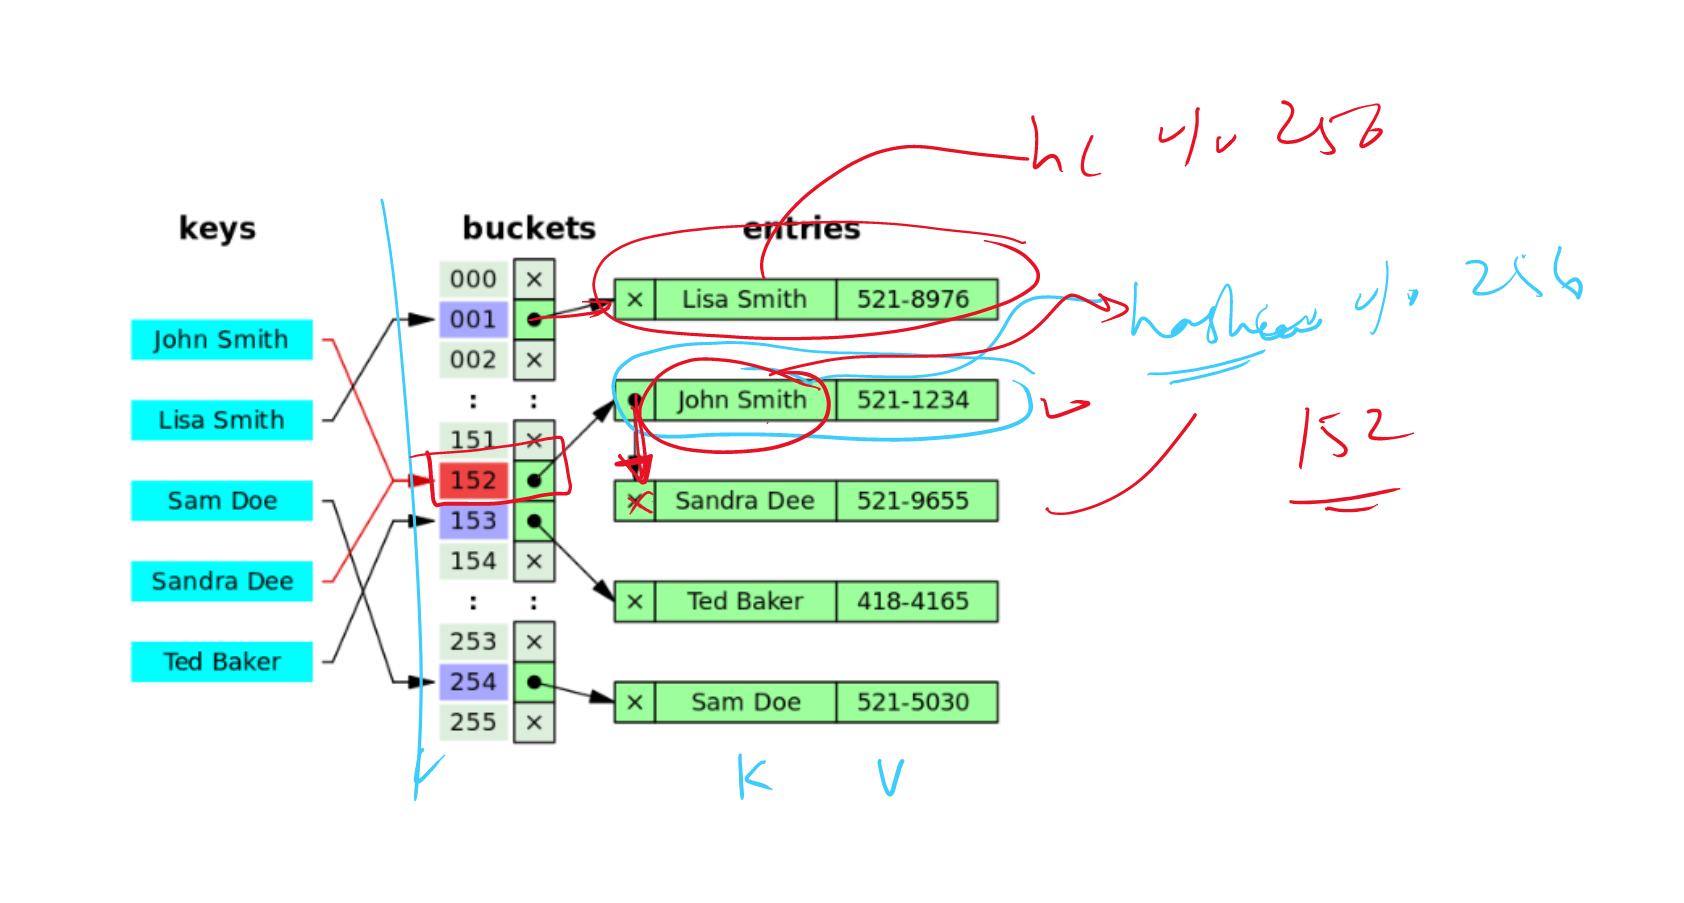 hc % 256
keys buckets entries
000 ×
× Lisa Smith 521-8976
001
John Smith
002 ×
% 256
: :
John Smith 521-1234
Lisa Smith
151 ×
152
152
Sam Doe
× Sandra Dee 521-9655
153
154 ×
Sandra Dee
: :
× Ted Baker 418-4165
253 ×
Ted Baker
254
× Sam Doe 521-5030
255 ×
K V